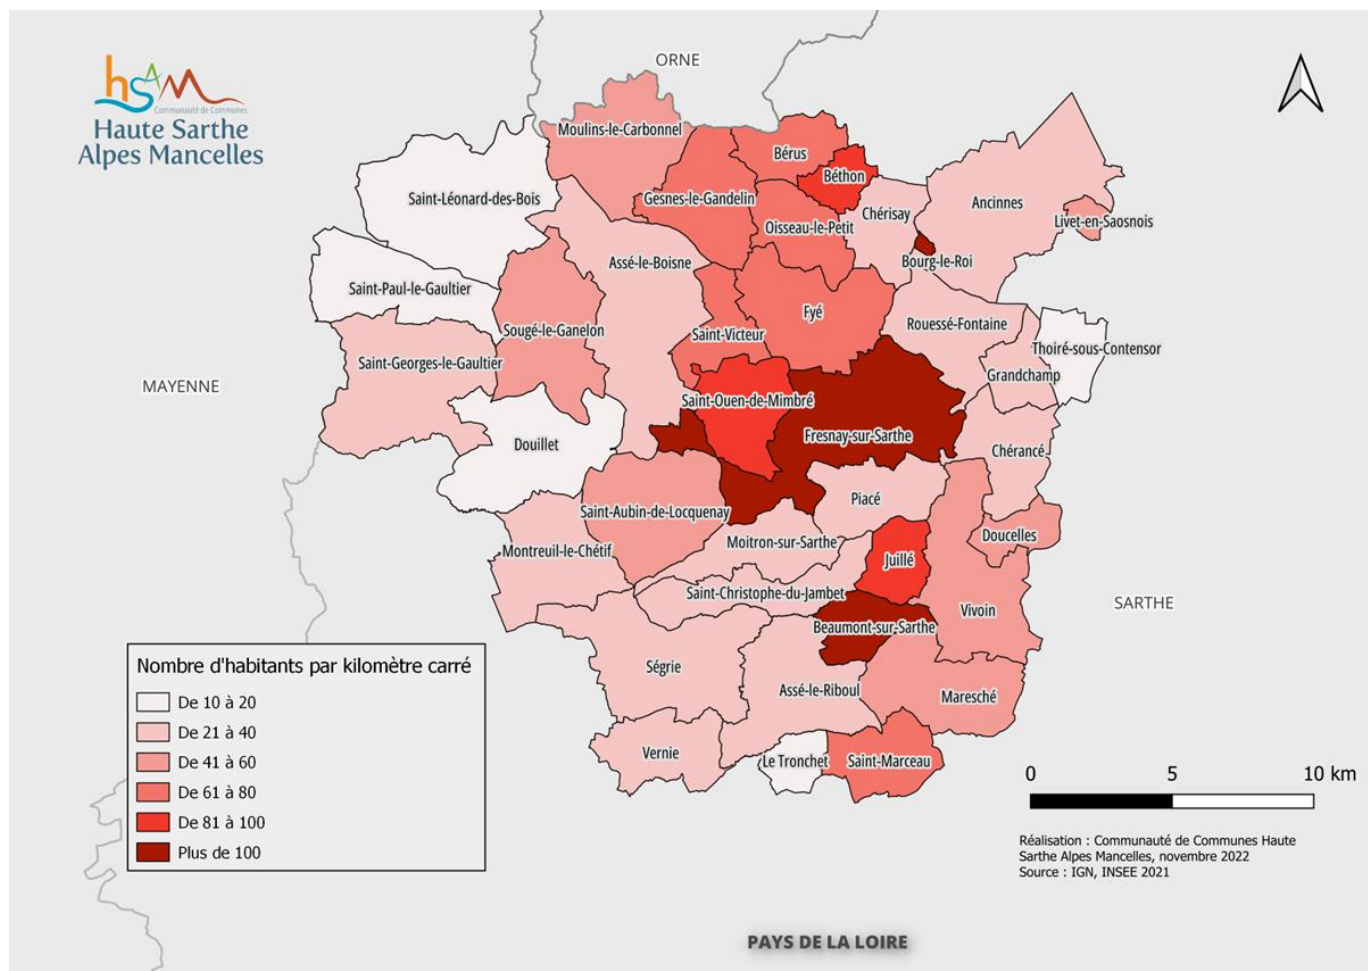 ORNE
hsAm
Communauté de Communes
Haute Sarthe
Alpes Mancelles
Moulins-le-Carbonnel
Bérus
Béthon
Saint-Léonard-des-Bois
Gesnes-le-Gandelin
Ancinnes
Chérisay
Livet-en-Saosnois
Oisseau-le-Petit
Assé-le-Boisne
Bourg-le-Roi
Saint-Paul-le-Gaultier
Fyé
Rouessé-Fontaine
Sougé-le-Ganelon
Saint-Victeur
Thoiré-sous-Contensor
Saint-Georges-le-Gaultier
Grandchamp
MAYENNE
Saint-Ouen-de-Mimbré
Fresnay-sur-Sarthe
Douillet
Chérancé
Piacé
Saint-Aubin-de-Locquenay
Doucelles
Moitron-sur-Sarthe
Montreuil-le-Chétif
Juillé
Saint-Christophe-du-Jambet
SARTHE
Vivoin
Beaumont-sur-Sarthe
Ségrie
Assé-le-Riboul
Maresché
Vernie
Le Tronchet
Saint-Marceau
Nombre d'habitants par kilomètre carré
De 10 à 20
De 21 à 40
De 41 à 60
De 61 à 80
De 81 à 100
Plus de 100
0 5 10 km
Réalisation : Communauté de Communes Haute
Sarthe Alpes Mancelles, novembre 2022
Source : IGN, INSEE 2021
PAYS DE LA LOIRE